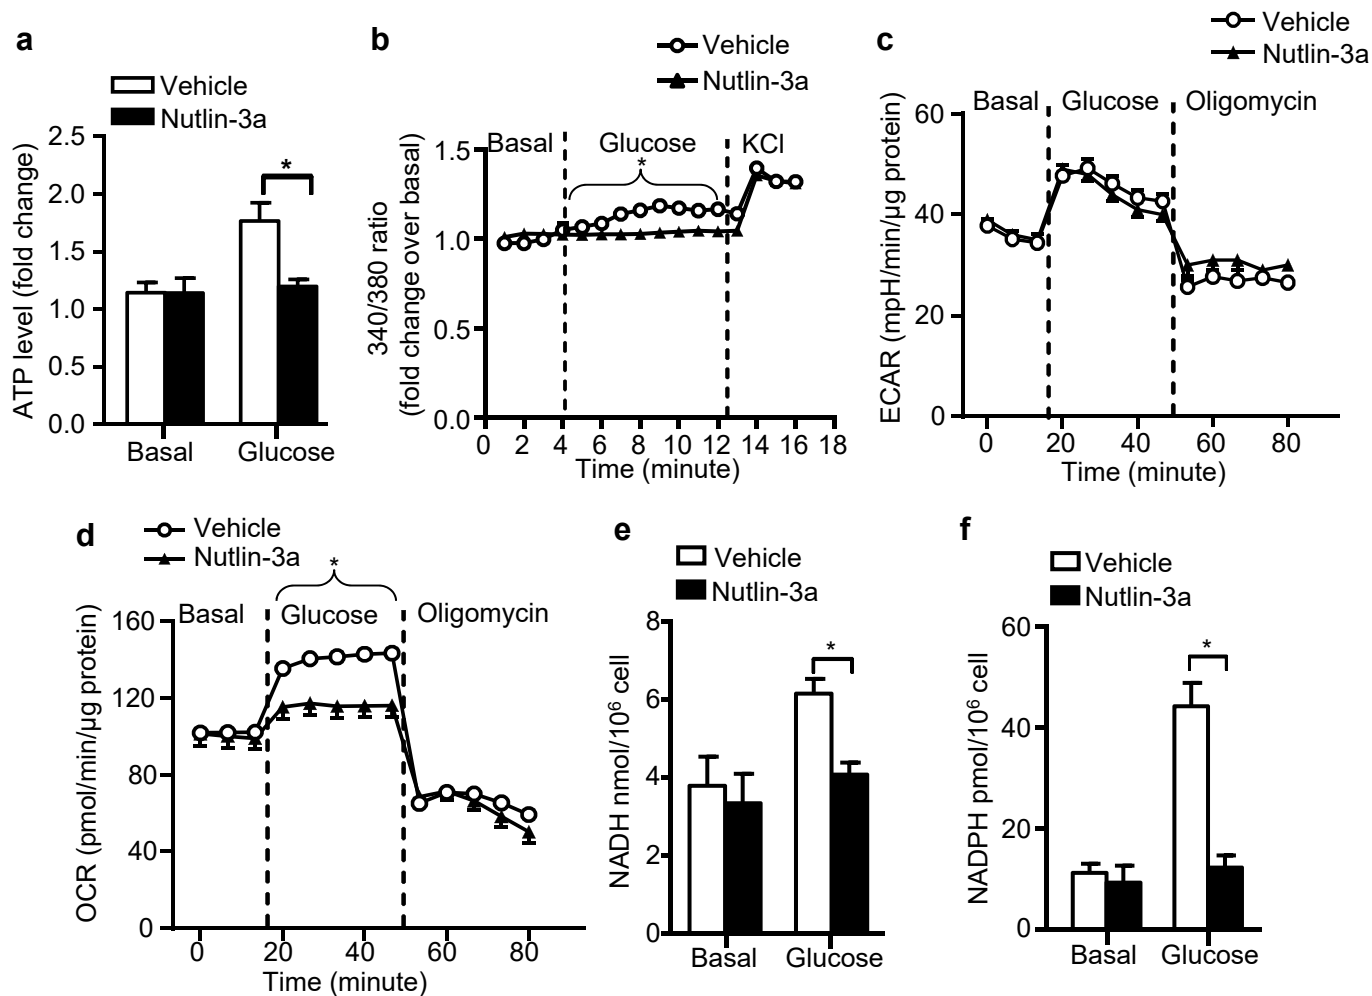 a
Vehicle
Nutlin-3a
ATP level (fold change)
2.5
2.0
1.5
1.0
0.5
0.0
*
Basal
Glucose
b
Vehicle
Nutlin-3a
340/380 ratio
(fold change over basal)
1.5
1.0
0.5
0.0
Basal
Glucose
KCl
*
0 2 4 6 8 10 12 14 16 18
Time (minute)
c
Vehicle
Nutlin-3a
ECAR (mpH/min/µg protein)
60
40
20
0
Basal
Glucose
Oligomycin
0 20 40 60 80
Time (minute)
d
Vehicle
Nutlin-3a
OCR (pmol/min/µg protein)
160
120
80
40
0
Basal
Glucose
Oligomycin
*
0 20 40 60 80
Time (minute)
e
Vehicle
Nutlin-3a
NADH nmol/10⁶ cell
8
6
4
2
0
*
Basal
Glucose
f
Vehicle
Nutlin-3a
NADPH pmol/10⁶ cell
60
40
20
0
*
Basal
Glucose